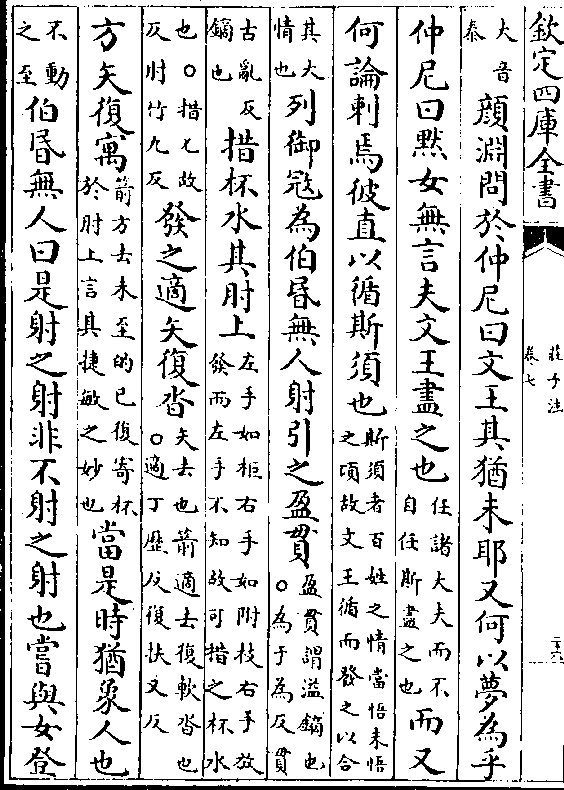 欽定四庫全書
莊子注
卷七
二十六
大音
泰
顔淵問於仲尼曰文王其猶未耶又何以夢為乎
仲尼曰默女無言夫文王盡之也
任諸大夫而不
自任斯盡之也
而又
何論刺焉彼直以循斯須也
斯須者百姓之情當悟未悟
之頃故文王循而發之以合
其大
情也
列御寇為伯昏無人射引之盈貫
盈貫謂溢鏑也
○為于為反貫
古亂反
鏑也
措杯水其肘上
左手如柜右手如附枝右手放
發而左手不知故可措之杯水
也○措七故
反肘竹九反
發之適矢復沓
矢去也箭適去復㰸沓也
○適丁歷反復扶又反
方矢復寓
箭方去未至的已復寄杯
於肘上言其捷敏之妙也
當是時猶象人也
不動
之至
伯昏無人曰是射之射非不射之射也嘗與女登